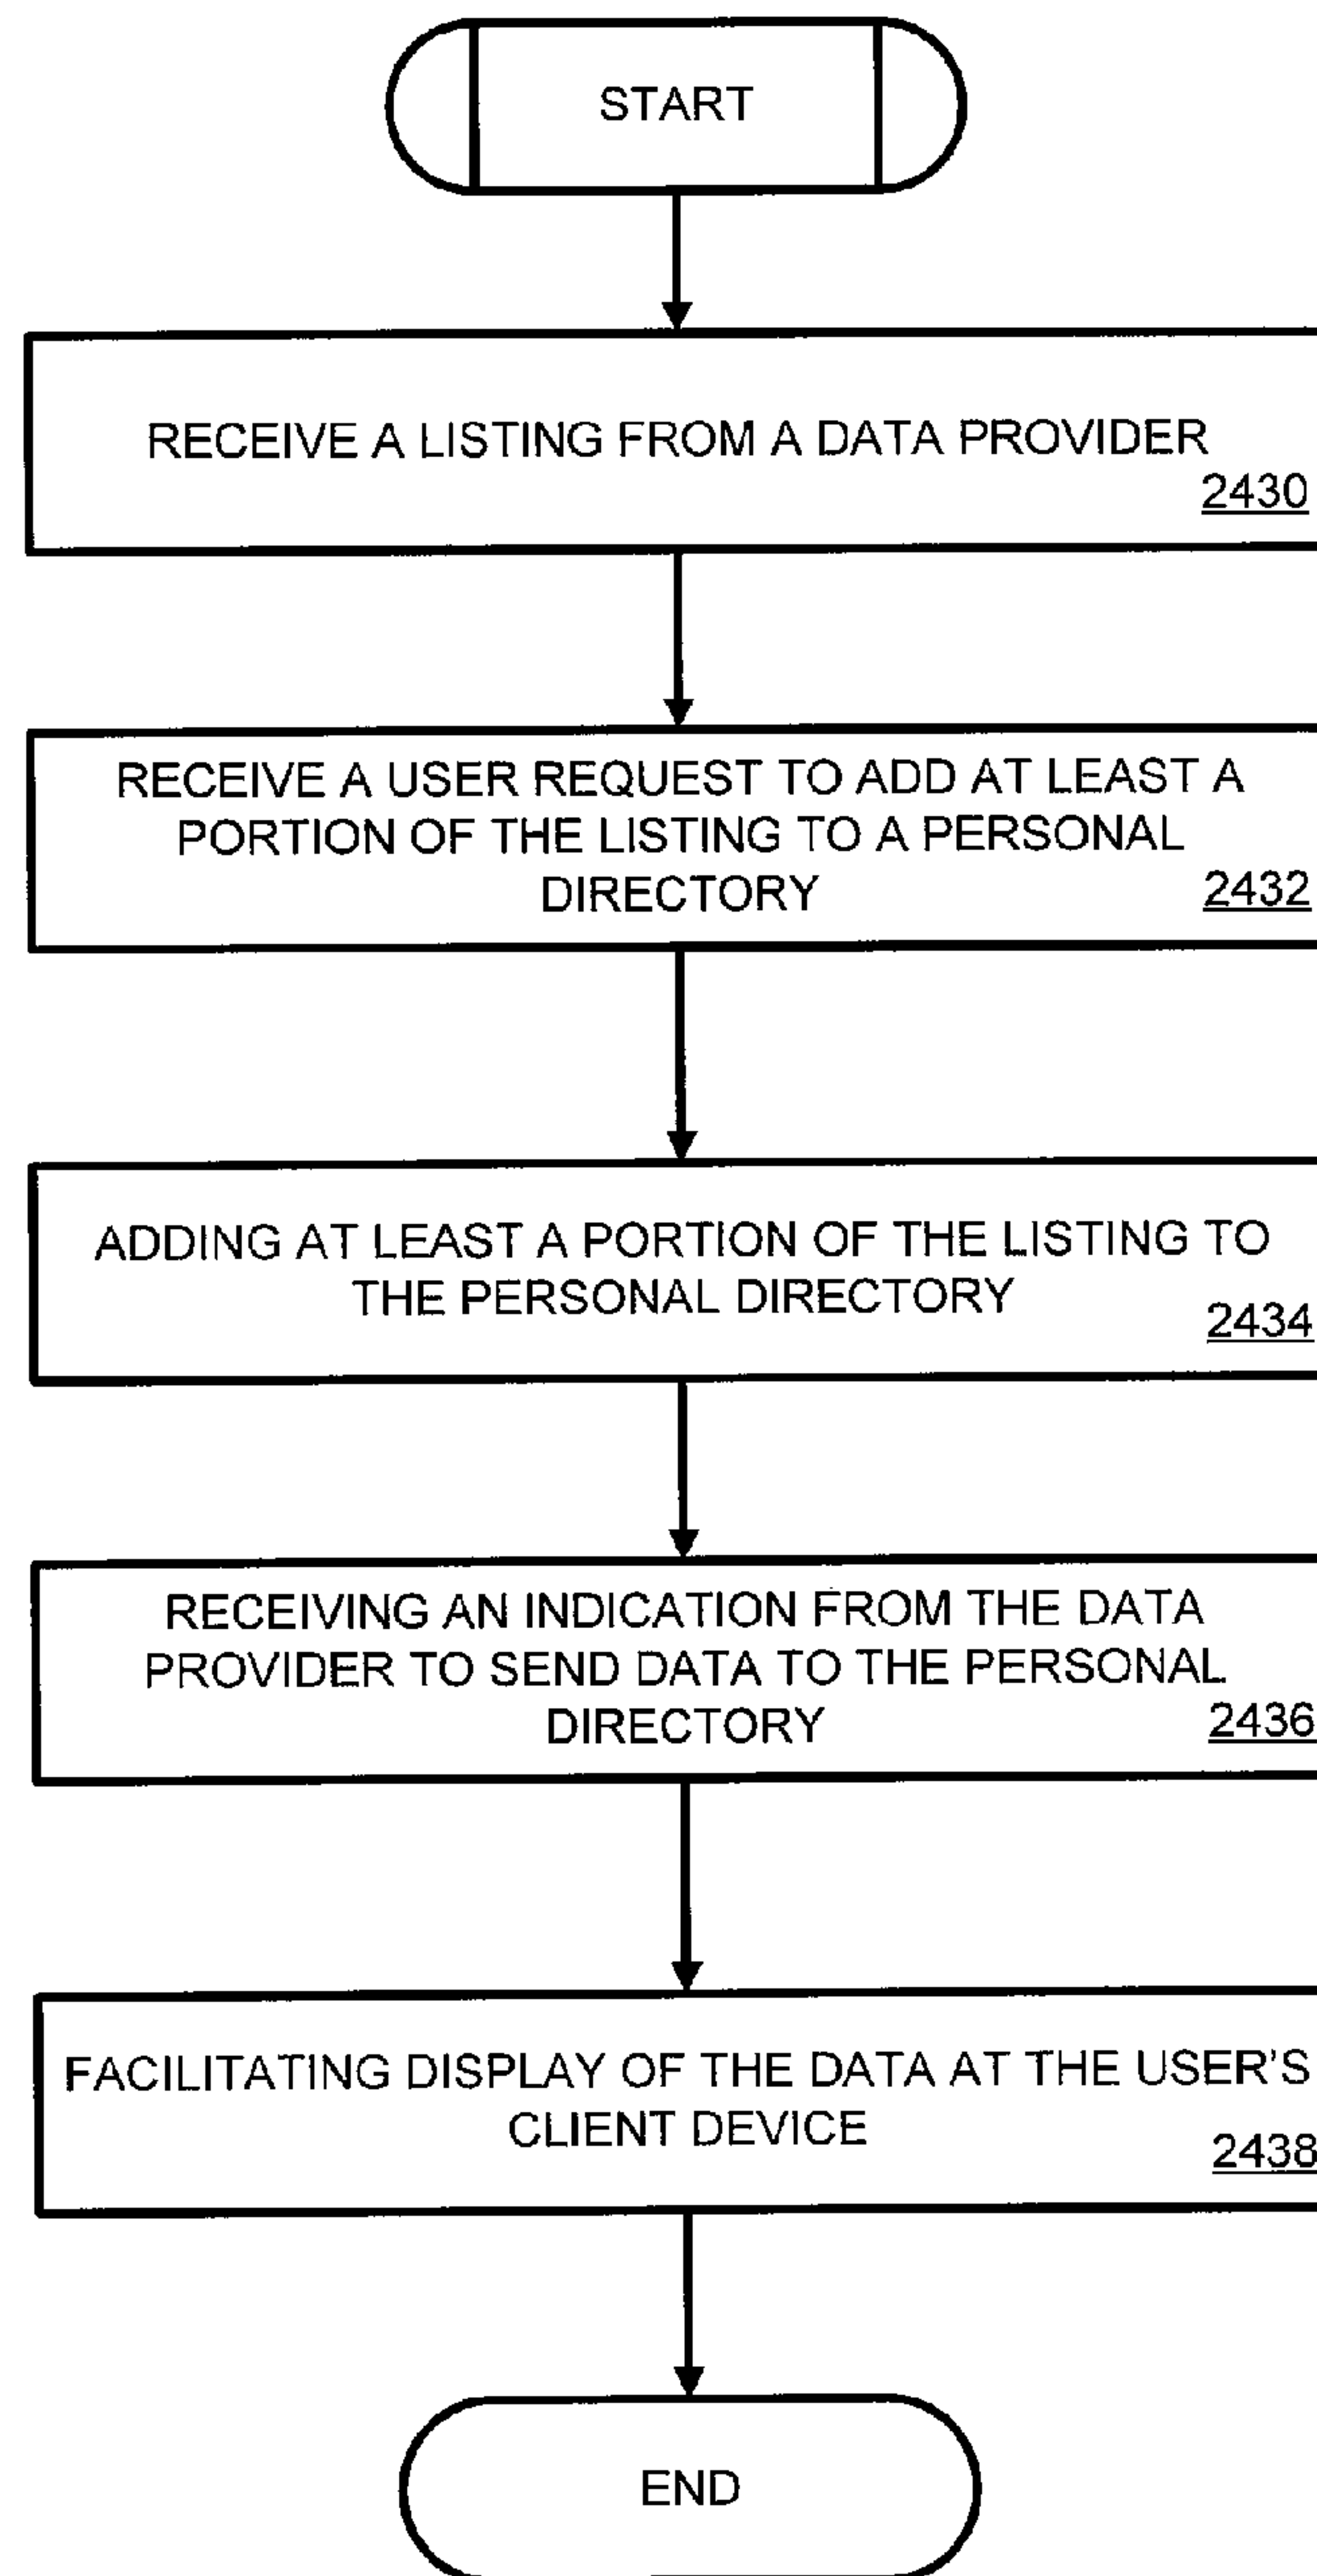 START
RECEIVE A LISTING FROM A DATA PROVIDER
2430
RECEIVE A USER REQUEST TO ADD AT LEAST A
PORTION OF THE LISTING TO A PERSONAL
DIRECTORY
2432
ADDING AT LEAST A PORTION OF THE LISTING TO
THE PERSONAL DIRECTORY
2434
RECEIVING AN INDICATION FROM THE DATA
PROVIDER TO SEND DATA TO THE PERSONAL
DIRECTORY
2436
FACILITATING DISPLAY OF THE DATA AT THE USER'S
CLIENT DEVICE
2438
END